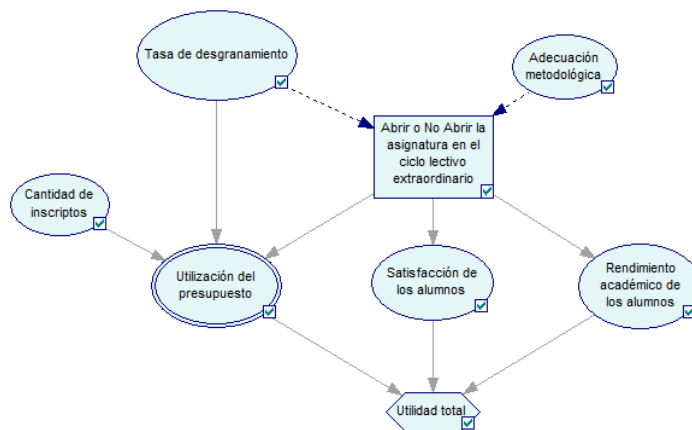 Tasa de desgranamiento
Adecuación
metodológica
Abrir o No Abrir la
asignatura en el
ciclo lectivo
extraordinario
Cantidad de
inscriptos
Utilización del
presupuesto
Satisfacción de
los alumnos
Rendimiento
académico de
los alumnos
Utilidad total